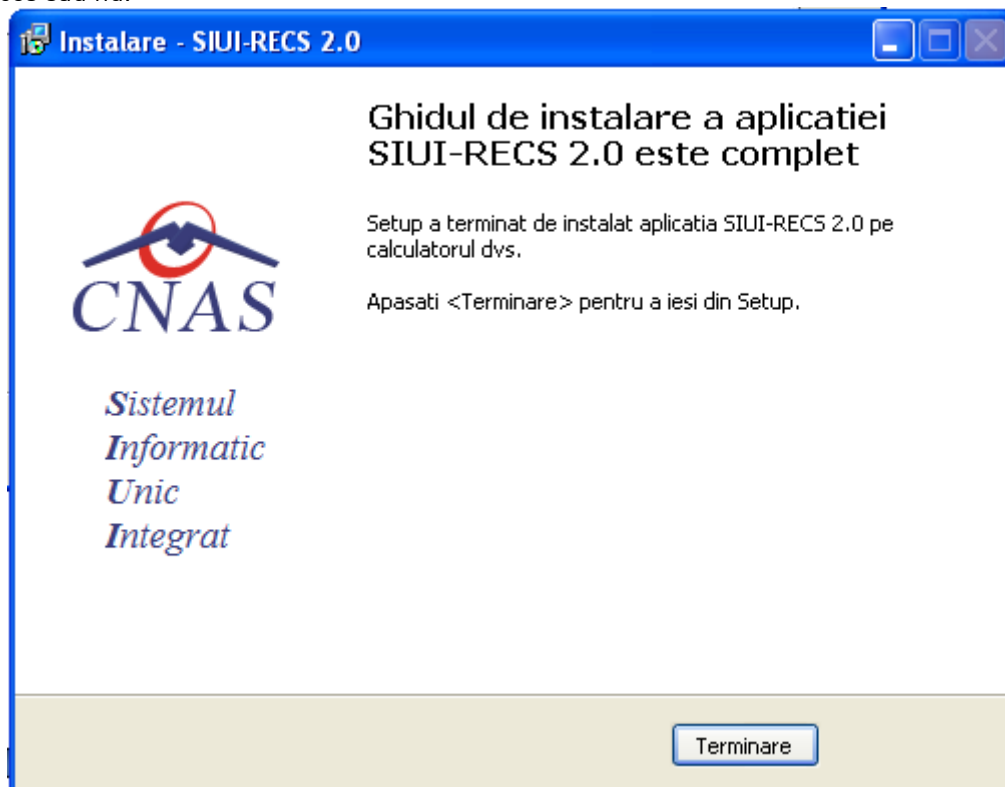 Instalare - SIUI-RECS 2.0
Ghidul de instalare a aplicatiei
SIUI-RECS 2.0 este complet
Setup a terminat de instalat aplicatia SIUI-RECS 2.0 pe
calculatorul dvs.
Apasati <Terminare> pentru a iesi din Setup.
CNAS
Sistemul
Informatic
Unic
Integrat
Terminare